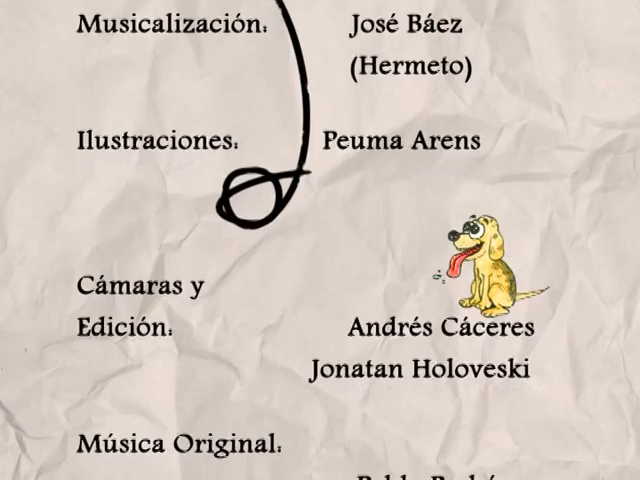 Musicalización: José Báez
(Hermeto)
Ilustraciones: Peuma Arens
Cámaras y
Edición: Andrés Cáceres
Jonatan Holoveski
Música Original: